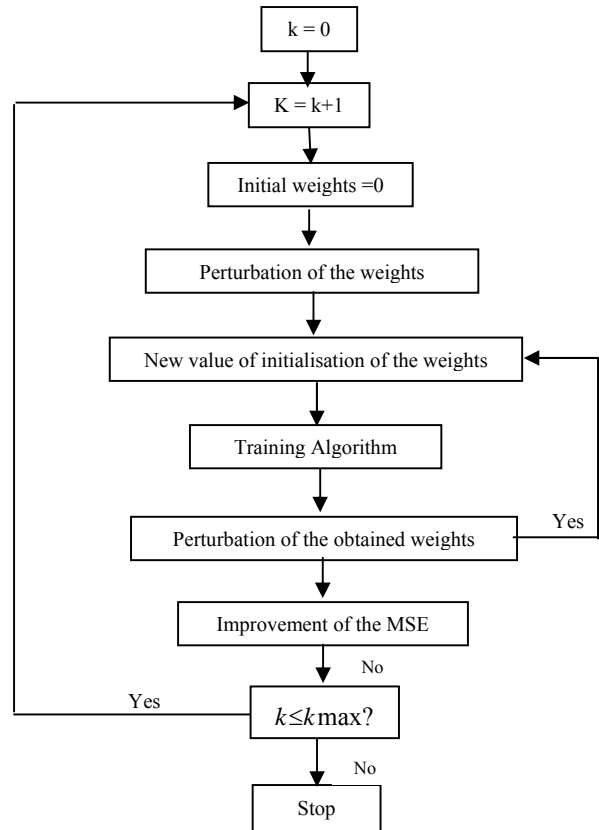 k = 0
K = k+1
Initial weights =0
Perturbation of the weights
New value of initialisation of the weights
Training Algorithm
Yes
Perturbation of the obtained weights
Improvement of the MSE
No
Yes
k≤kmax?
No
Stop